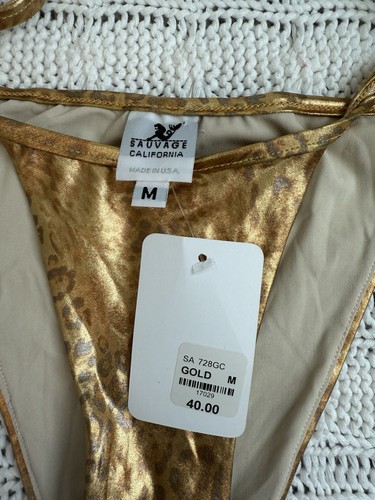 SAUVAGE
CALIFORNIA
MADE IN U.S.A.
M
SA 728GC
GOLD M
17029
40.00